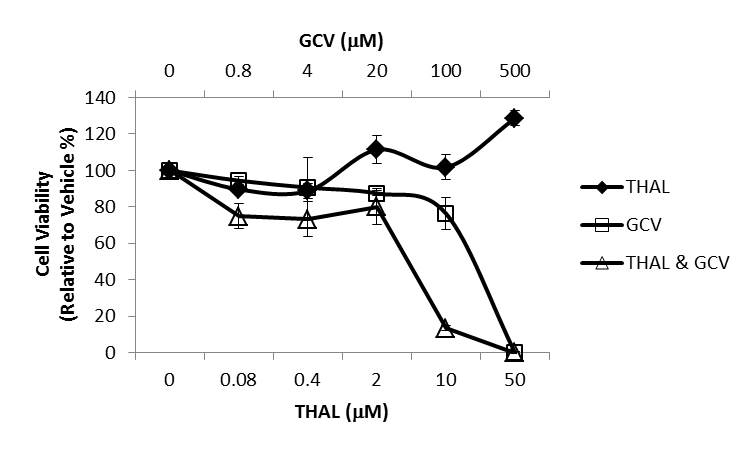 GCV (µM)
0 0.8 4 20 100 500
140
120
100
80
60
40
20
0
Cell Viability
(Relative to Vehicle %)
0 0.08 0.4 2 10 50
THAL (µM)
THAL
GCV
THAL & GCV